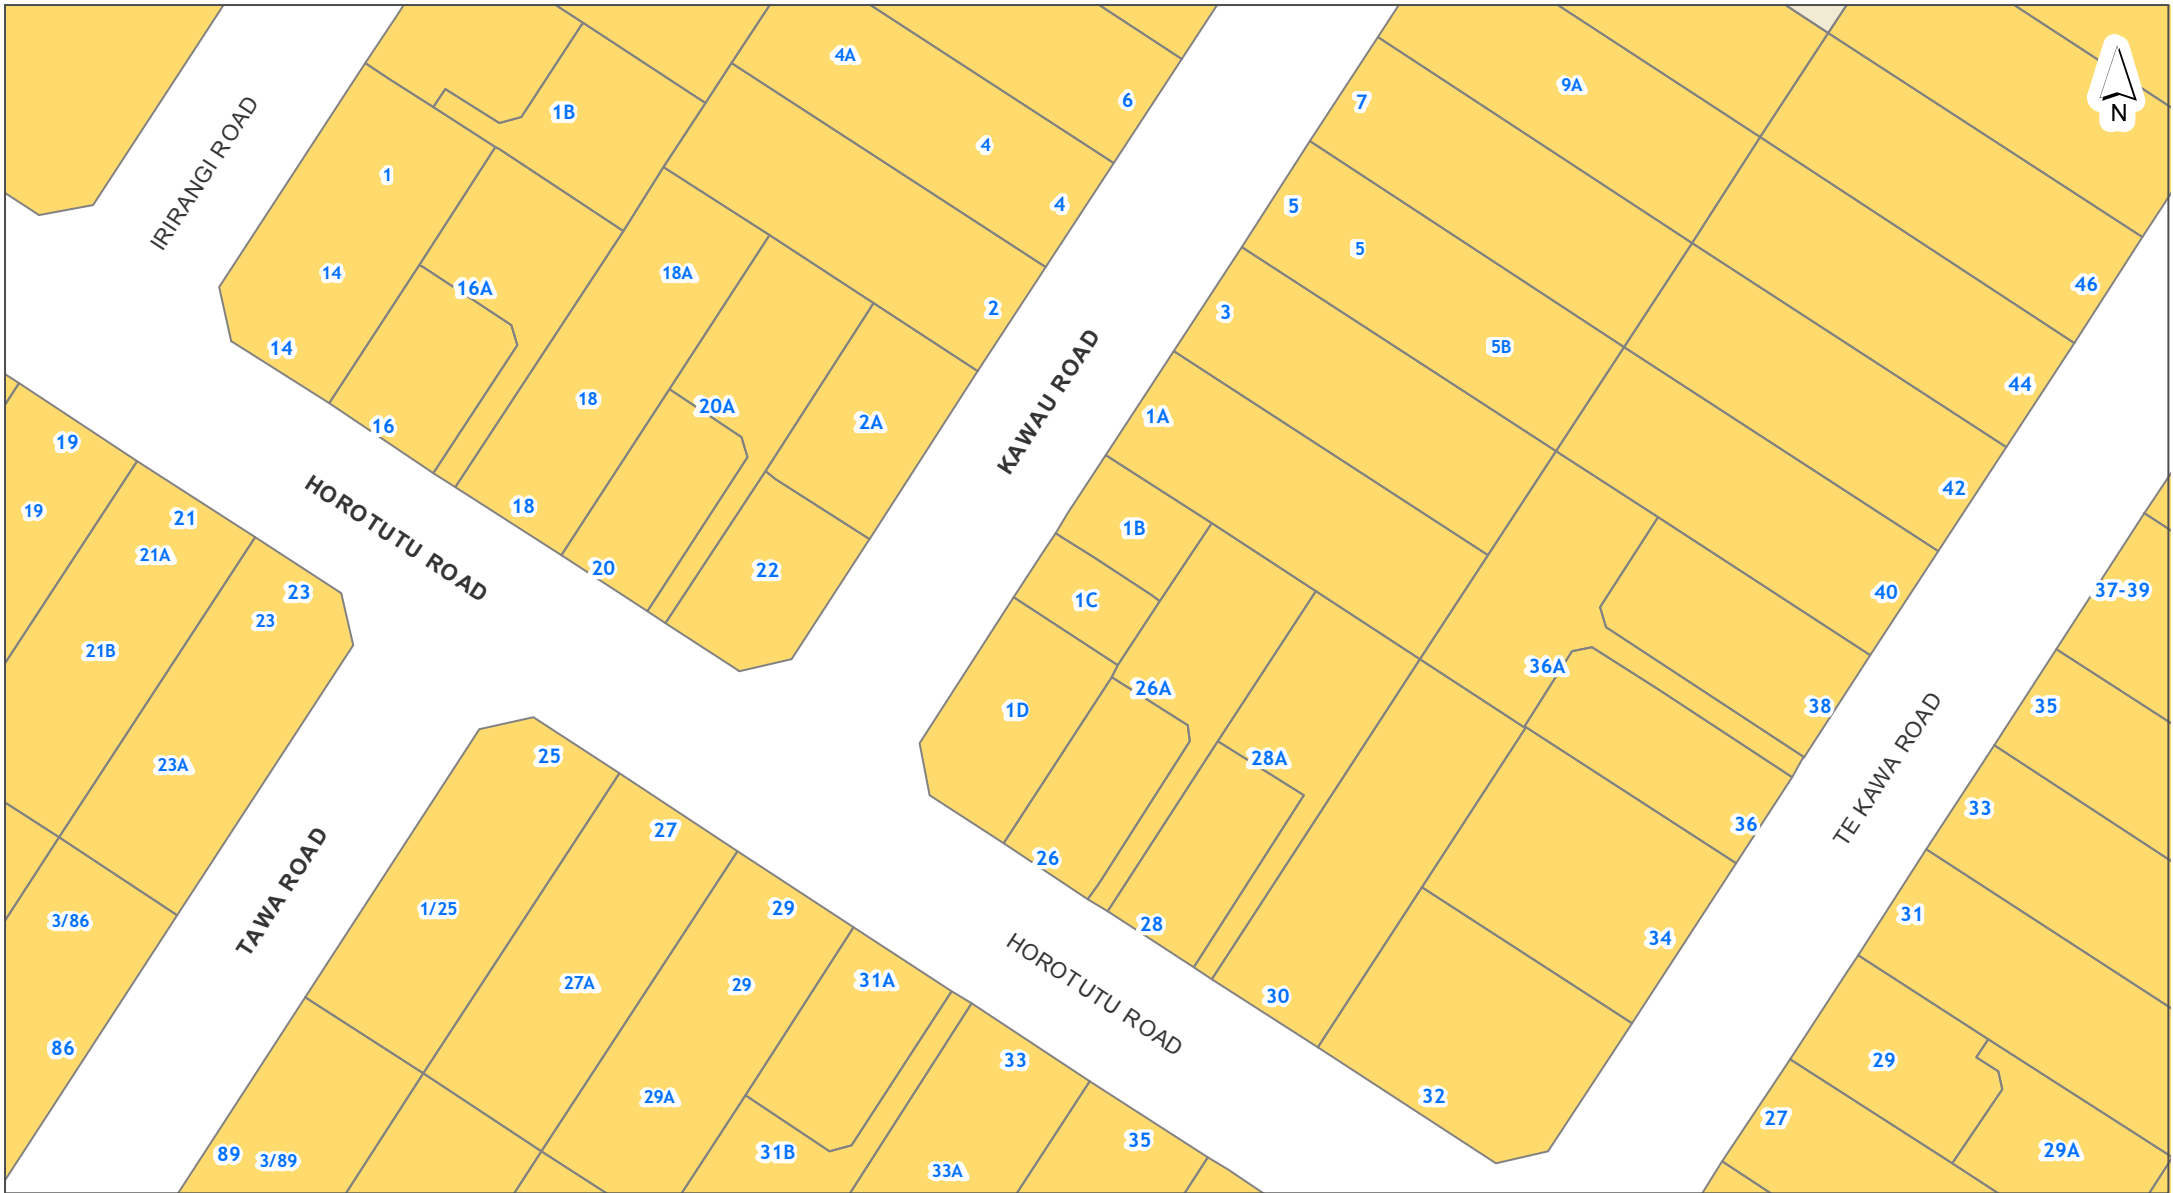 4A
9A
6
7
N
1B
4
1
4
5
5
IRIRANGI ROAD
14
18A
46
16A
2
3
14
5B
44
KAWAU ROAD
18
20A
1A
16
2A
19
42
18
19
21
1B
HOROTUTU ROAD
21A
20
22
23
40
37-39
1C
23
21B
36A
26A
38
35
1D
25
28A
23A
TE KAWA ROAD
33
27
36
26
TAWA ROAD
1/25
29
31
3/86
28
34
HOROTUTU ROAD
31A
27A
29
30
86
33
29
29A
32
27
35
31B
29A
89
3/89
33A